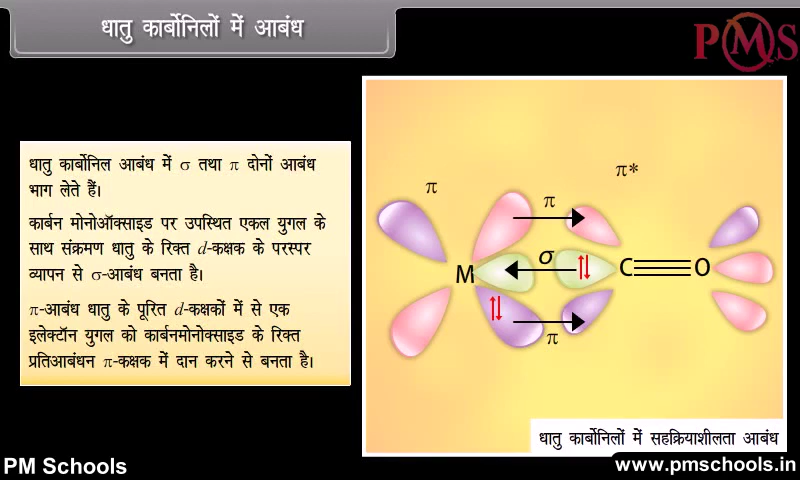 धातु कार्बोनिलों में आबंध
PMS
धातु कार्बोनिल आबंध में σ तथा π दोनों आबंध
भाग लेते हैं।
कार्बन मोनोऑक्साइड पर उपस्थित एकल युगल के
साथ संक्रमण धातु के रिक्त d-कक्षक के परस्पर
व्यापन से σ-आबंध बनता है।
π-आबंध धातु के पूरित d-कक्षकों में से एक
इलेक्टॉन युगल को कार्बनमोनोक्साइड के रिक्त
प्रतिआबंधन π-कक्षक में दान करने से बनता है।
π*
π
π
σ
M
C
O
π
धातु कार्बोनिलों में सहक्रियाशीलता आबंध
PM Schools
www.pmschools.in